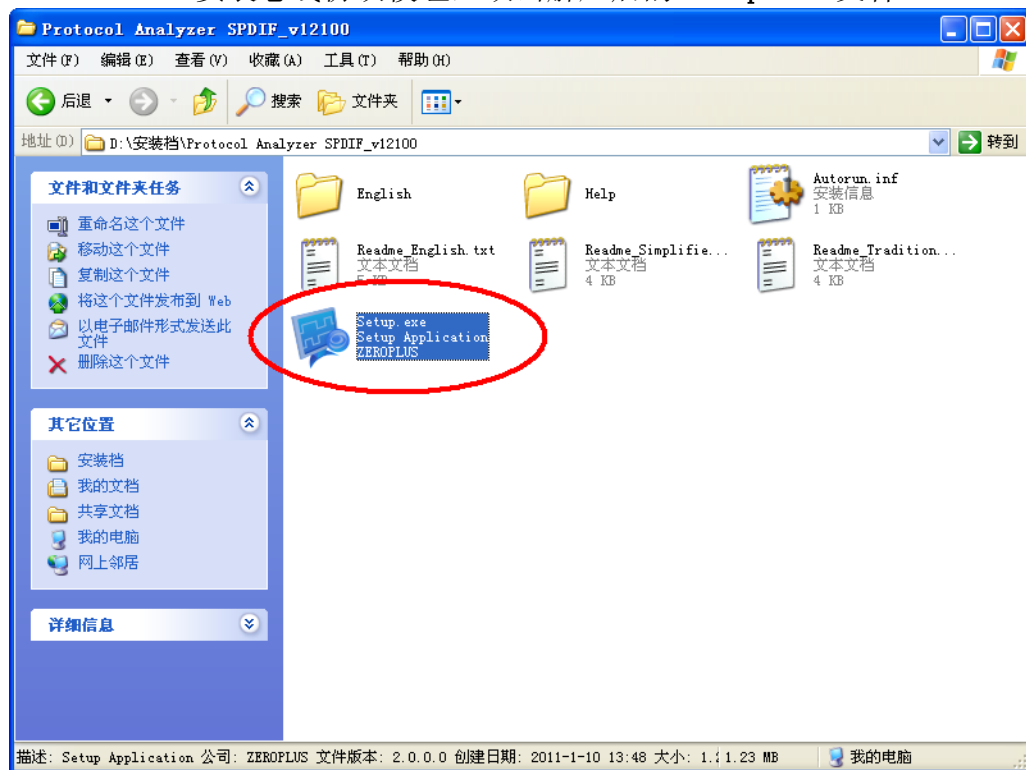 Protocol Analyzer SPDIF_v12100
文件(F) 编辑(E) 查看(V) 收藏(A) 工具(T) 帮助(H)
后退 搜索 文件夹
地址(D) D:\安装档\Protocol Analyzer SPDIF_v12100 转到
文件和文件夹任务
重命名这个文件
移动这个文件
复制这个文件
将这个文件发布到 Web
以电子邮件形式发送此
文件
删除这个文件
其它位置
安装档
我的文档
共享文档
我的电脑
网上邻居
详细信息
English
Help
Autorun.inf
安装信息
1 KB
Readme_English.txt
文本文档
5 KB
Readme_Simplifie...
文本文档
4 KB
Readme_Tradition...
文本文档
4 KB
Setup.exe
Setup Application
ZEROPLUS
描述: Setup Application 公司: ZEROPLUS 文件版本: 2.0.0.0 创建日期: 2011-1-10 13:48 大小: 1.2 1.23 MB 我的电脑